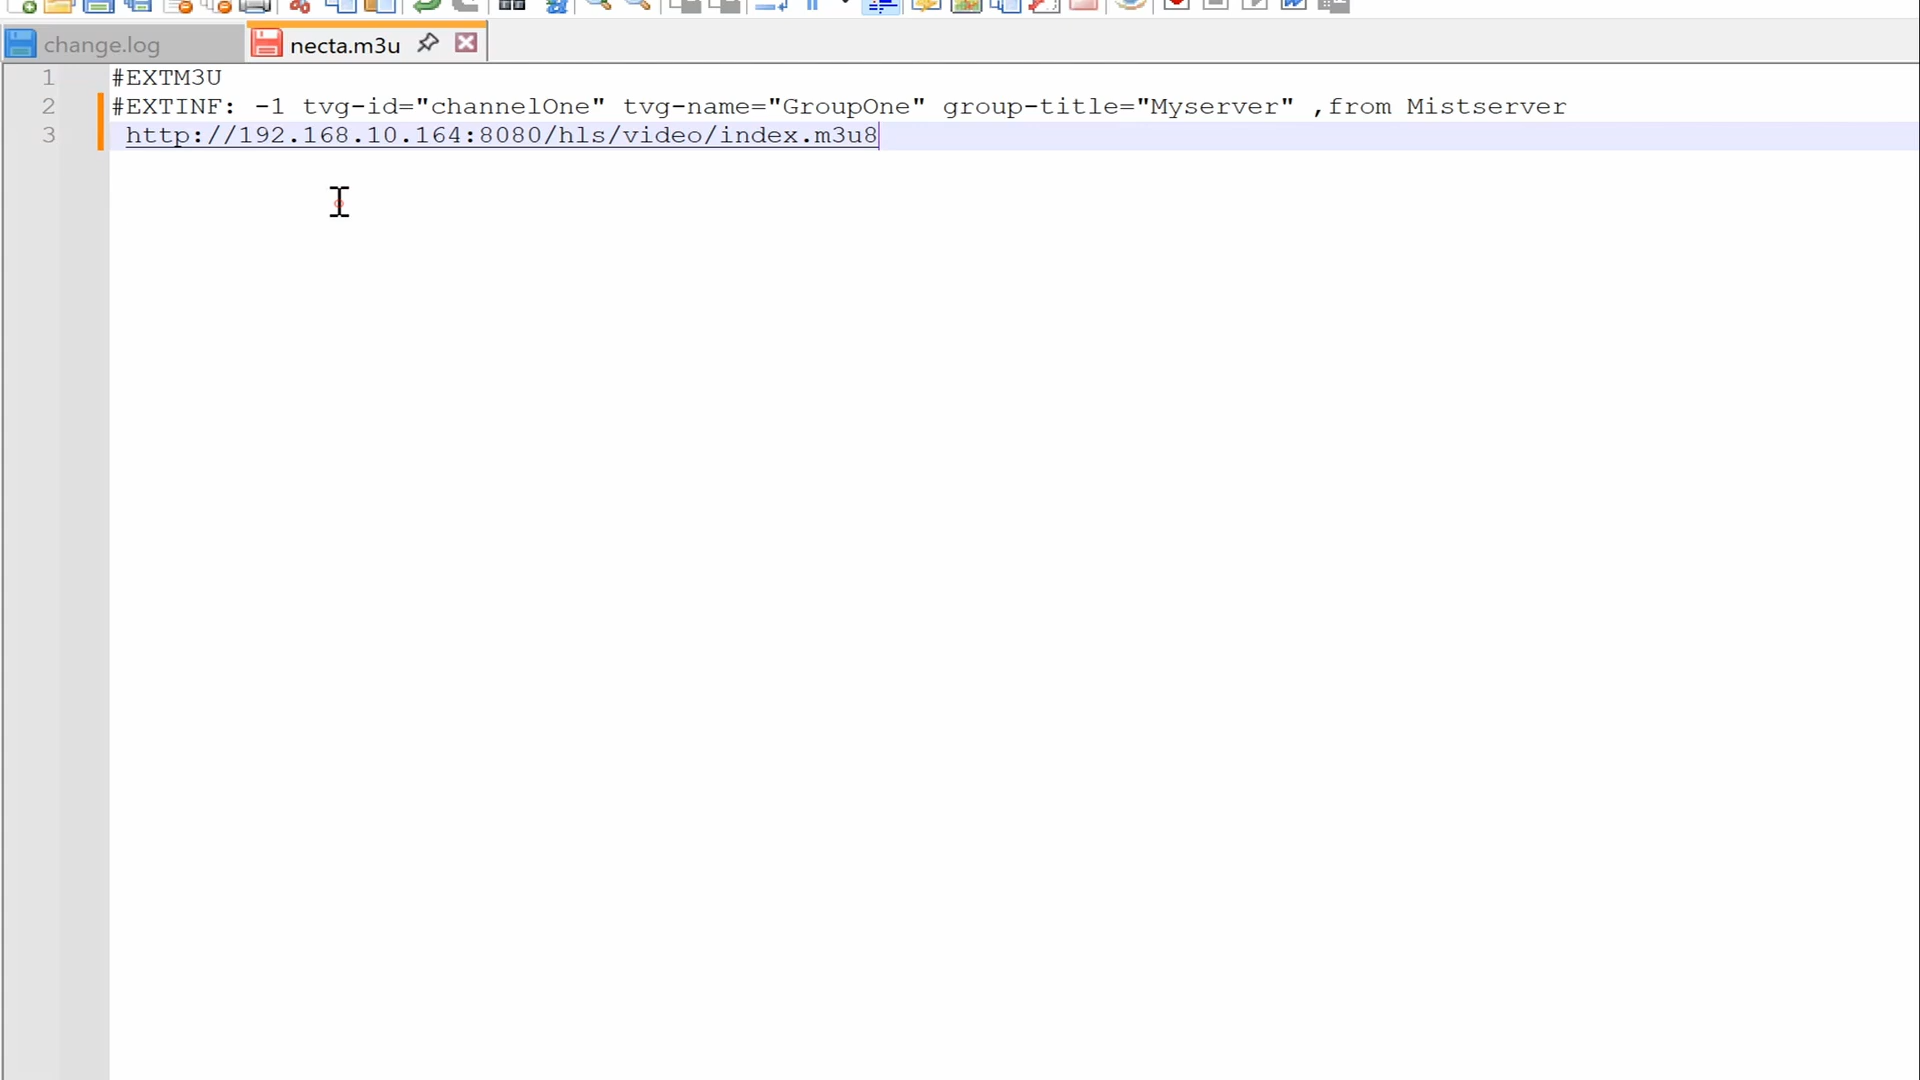 change.log
necta.m3u
1 #EXTM3U
2 #EXTINF: -1 tvg-id="channelOne" tvg-name="GroupOne" group-title="Myserver" ,from Mistserver
3 http://192.168.10.164:8080/hls/video/index.m3u8